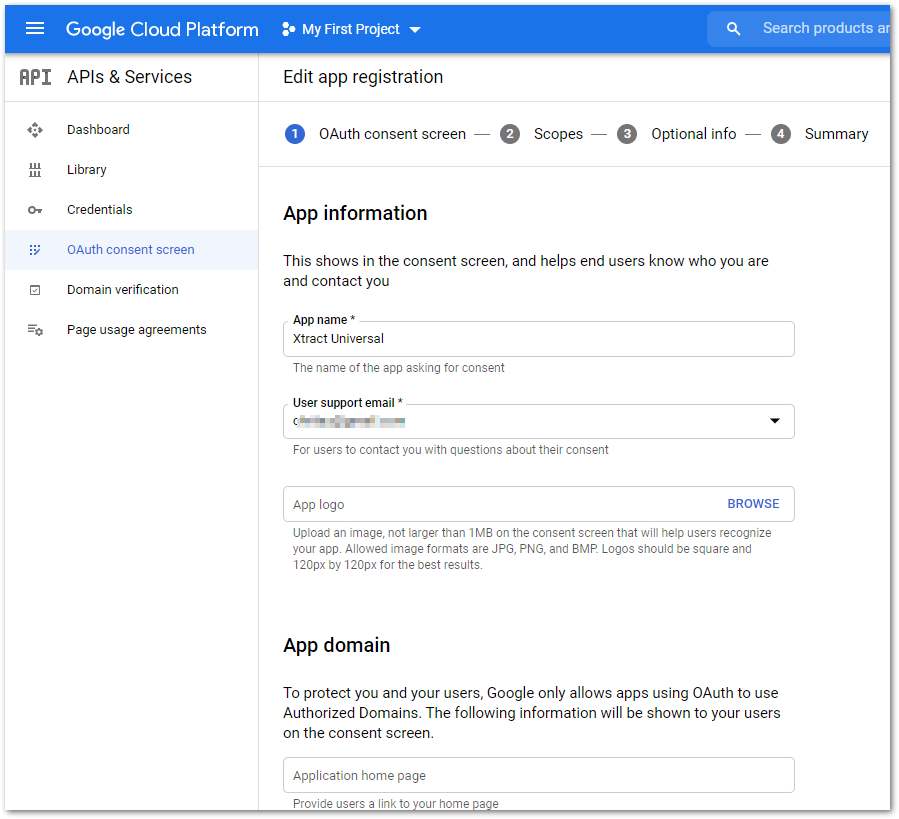 Google Cloud Platform
My First Project
Search products an
API APIs & Services
Edit app registration
Dashboard
Library
Credentials
OAuth consent screen
Domain verification
Page usage agreements
1 OAuth consent screen — 2 Scopes — 3 Optional info — 4 Summary
App information
This shows in the consent screen, and helps end users know who you are
and contact you
App name *
Xtract Universal
The name of the app asking for consent
User support email *
For users to contact you with questions about their consent
App logo
BROWSE
Upload an image, not larger than 1MB on the consent screen that will help users recognize
your app. Allowed image formats are JPG, PNG, and BMP. Logos should be square and
120px by 120px for the best results.
App domain
To protect you and your users, Google only allows apps using OAuth to use
Authorized Domains. The following information will be shown to your users
on the consent screen.
Application home page
Provide users a link to your home page